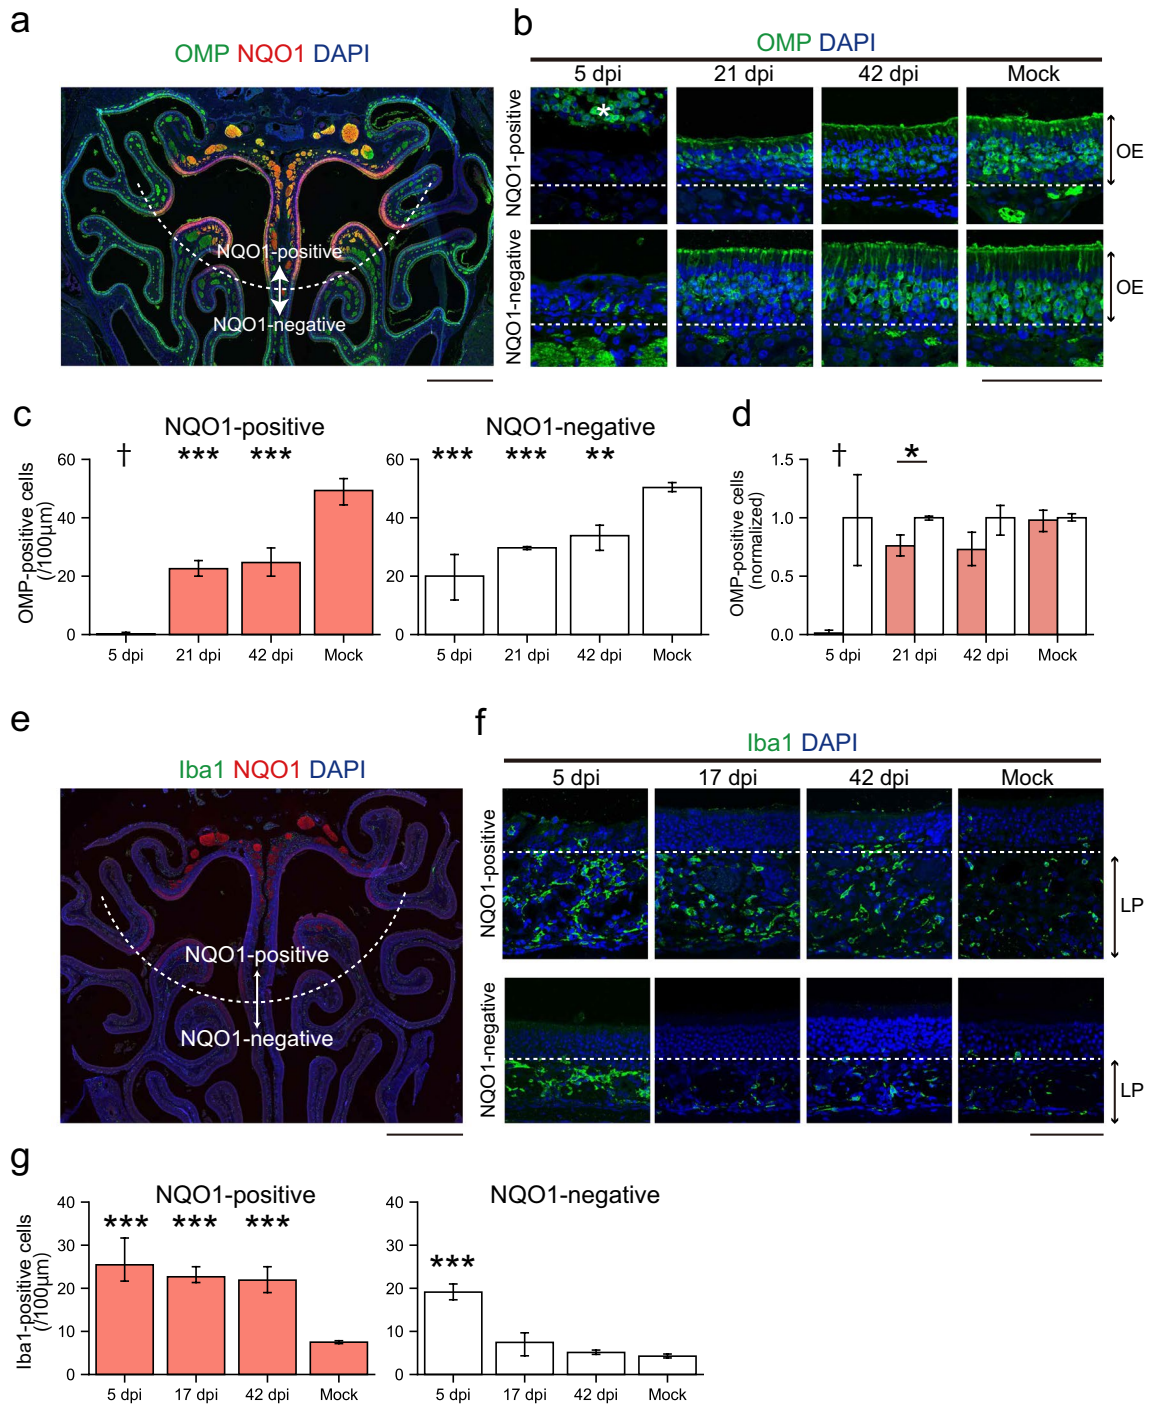 a
OMP NQO1 DAPI
NQO1-positive
NQO1-negative
b
OMP DAPI
5 dpi 21 dpi 42 dpi Mock
NQO1-positive
*
OE
NQO1-negative
OE
c
NQO1-positive
OMP-positive cells
(/100µm)
60
40
20
0
† *** ***
5 dpi 21 dpi 42 dpi Mock
NQO1-negative
60
40
20
0
*** *** **
5 dpi 21 dpi 42 dpi Mock
d
OMP-positive cells
(normalized)
1.5
1.0
0.5
0.0
† *
5 dpi 21 dpi 42 dpi Mock
e
Iba1 NQO1 DAPI
NQO1-positive
NQO1-negative
f
Iba1 DAPI
5 dpi 17 dpi 42 dpi Mock
NQO1-positive
LP
NQO1-negative
LP
g
NQO1-positive
Iba1-positive cells
(/100µm)
40
30
20
10
0
*** *** ***
5 dpi 17 dpi 42 dpi Mock
NQO1-negative
40
30
20
10
0
***
5 dpi 17 dpi 42 dpi Mock